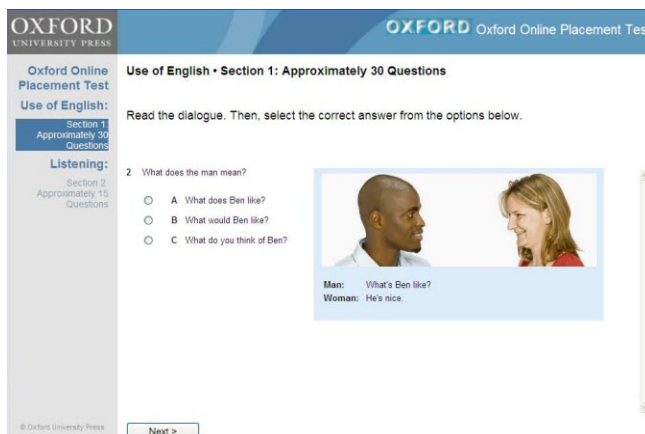 OXFORD
UNIVERSITY PRESS
OXFORD Oxford Online Placement Tes
Oxford Online
Placement Test
Use of English:
Section 1:
Approximately 30
Questions
Listening:
Section 2:
Approximately 15
Questions
Use of English • Section 1: Approximately 30 Questions
Read the dialogue. Then, select the correct answer from the options below.
2 What does the man mean?
A What does Ben like?
B What would Ben like?
C What do you think of Ben?
Man: What's Ben like?
Woman: He's nice.
© Oxford University Press
Next >